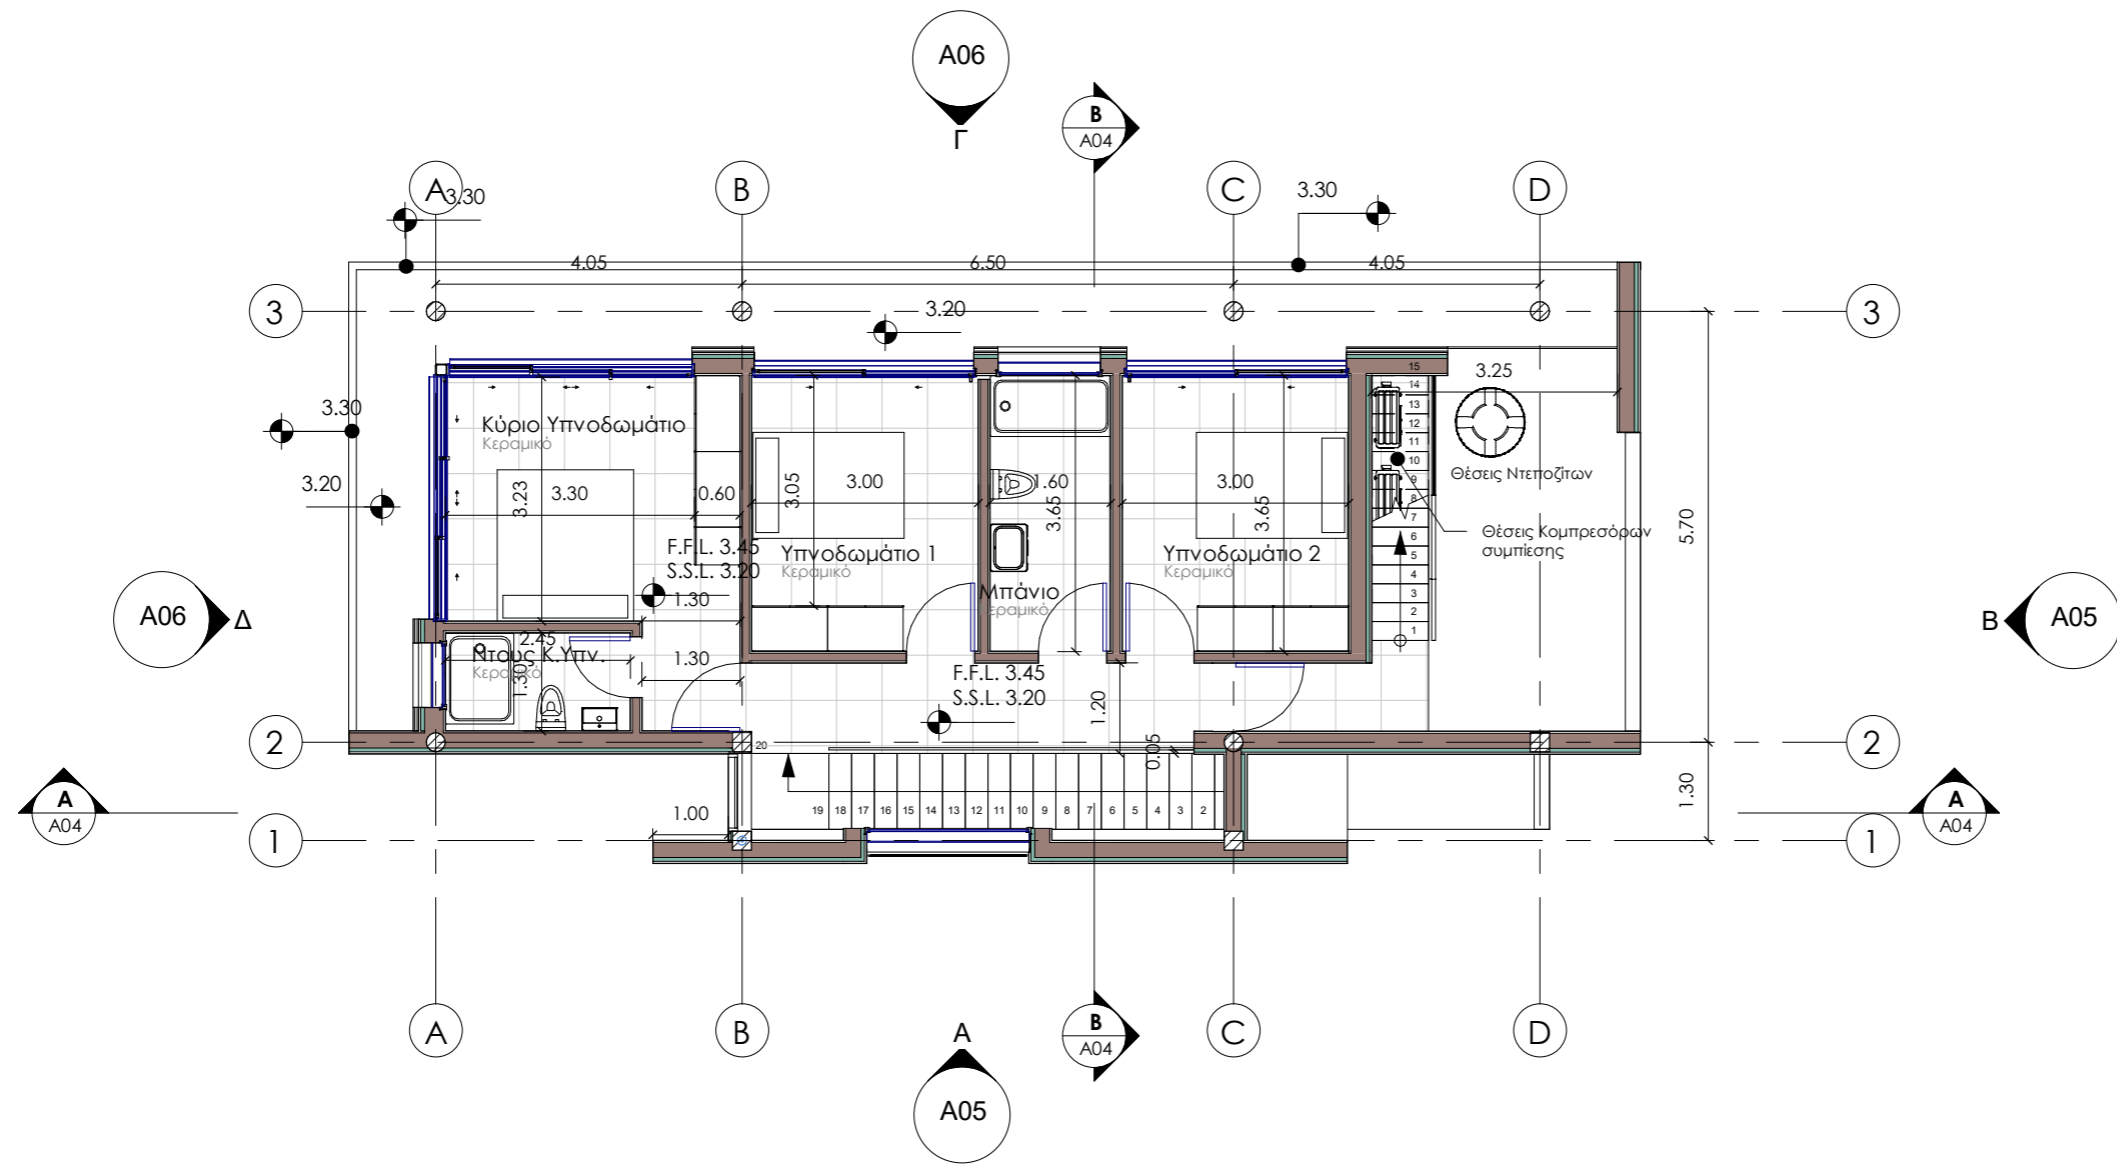 A06
Γ
B
A04
A
B
C
D
3.30
3.30
4.05
6.50
4.05
3
3.20
3
3.30
3.20
Κύριο Υπνοδωμάτιο
Κεραμικό
3.23
3.30
0.60
3.05
3.00
3.65
1.60
3.00
3.65
3.25
15
14
13
12
11
10
9
8
7
6
5
4
3
2
1
Θέσεις Ντεποζίτων
Θέσεις Κομπρεσόρων
συμπίεσης
5.70
F.F.L. 3.45
S.S.L. 3.20
Υπνοδωμάτιο 1
Κεραμικό
Υπνοδωμάτιο 2
Κεραμικό
Μπάνιο
Κεραμικό
1.30
A06
Δ
B
A05
2.45
Ντους Κ.Υπν.
Κεραμικό
1.30
1.30
F.F.L. 3.45
S.S.L. 3.20
1.20
0.05
2
20
2
A
A04
1.00
19 18 17 16 15 14 13 12 11 10 9 8 7 6 5 4 3 2
1.30
A
A04
1
1
A
B
C
D
A
B
A04
A05